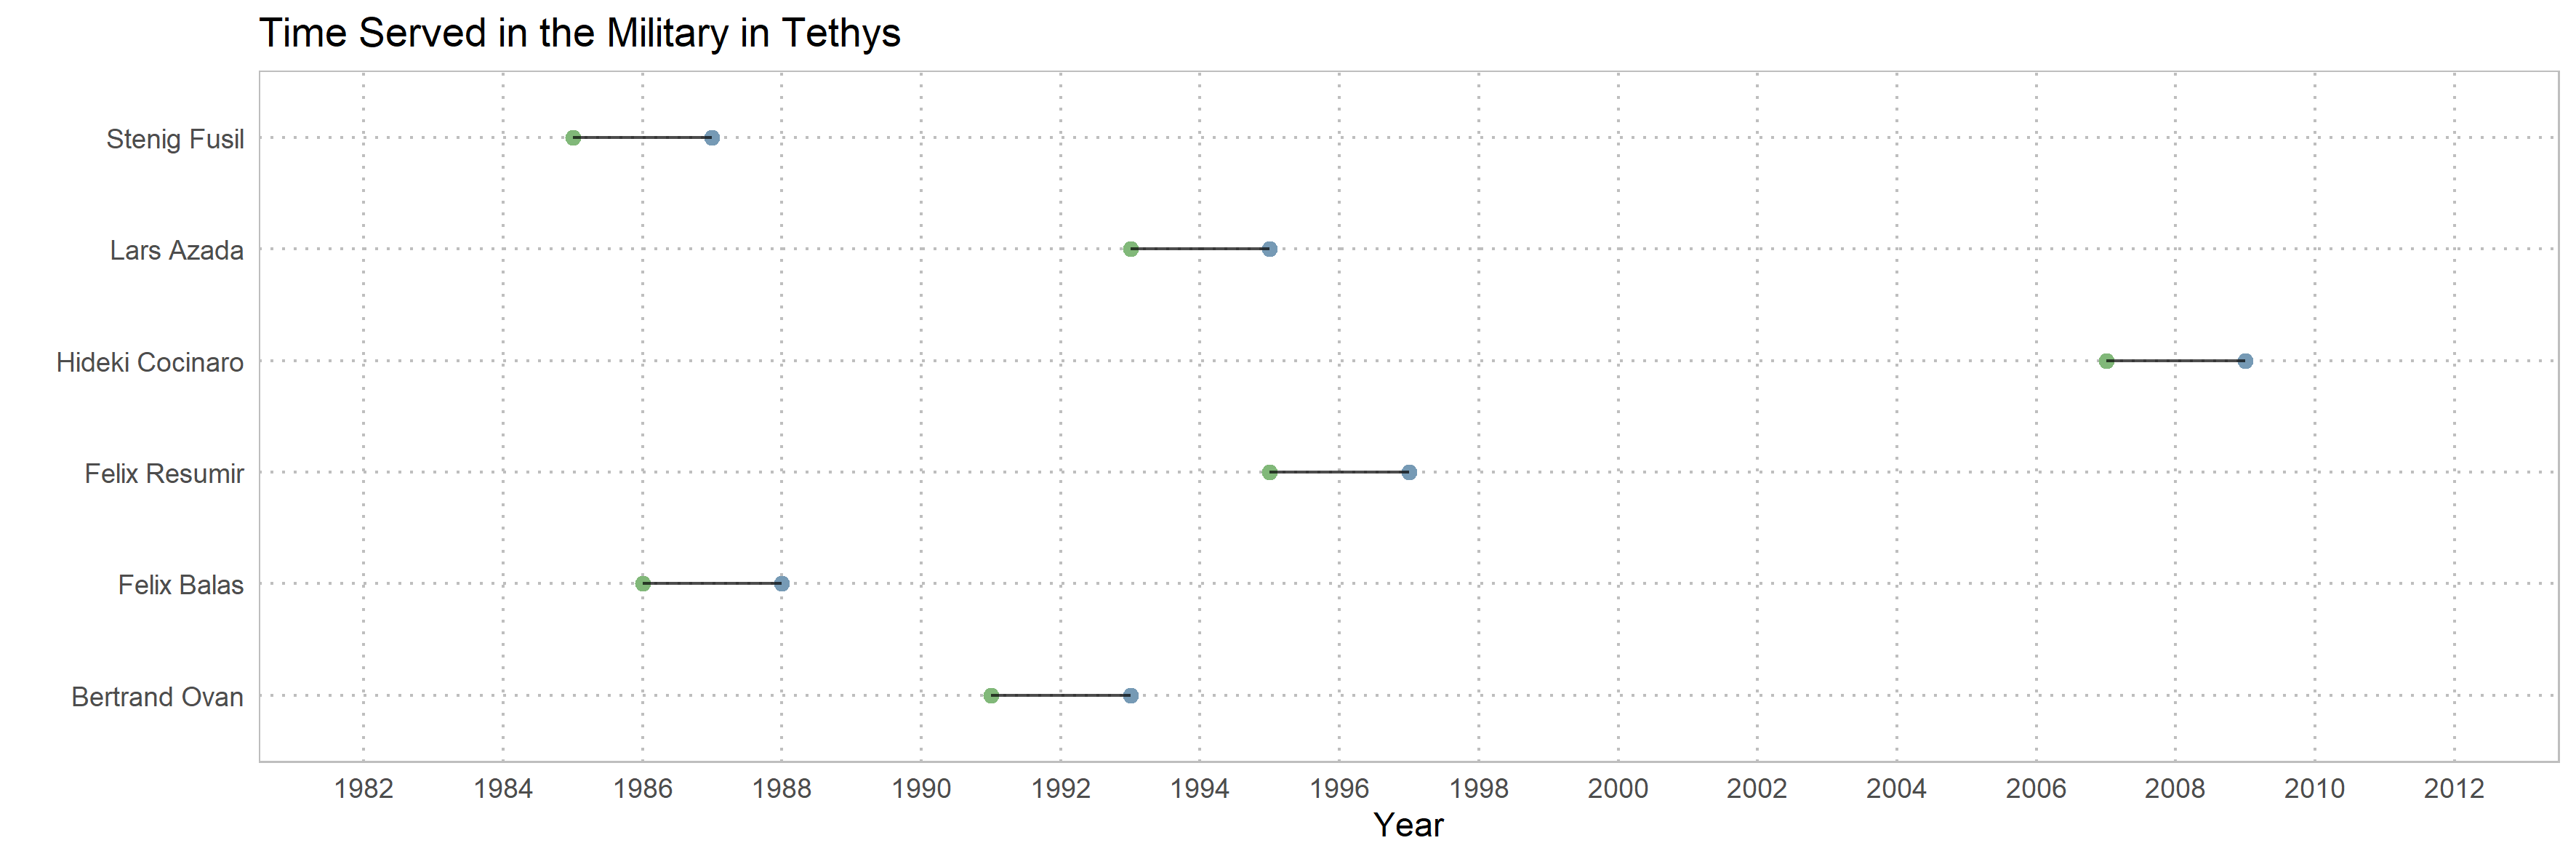 Time Served in the Military in Tethys
Stenig Fusil
Lars Azada
Hideki Cocinaro
Felix Resumir
Felix Balas
Bertrand Ovan
1982 1984 1986 1988 1990 1992 1994 1996 1998 2000 2002 2004 2006 2008 2010 2012
Year